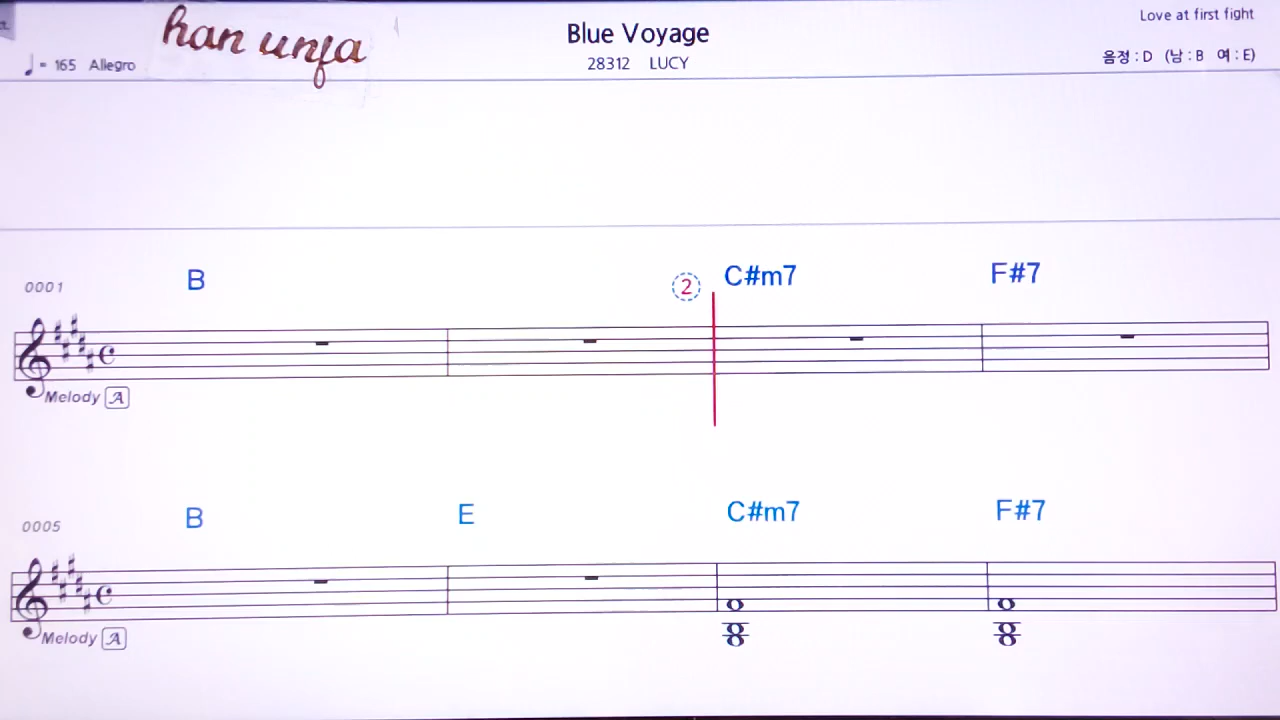 Love at first fight
han unfa
Blue Voyage
♩= 165 Allegro
28312 LUCY
음정 : D (남 : B 여 : E)
0001 B ② C#m7 F#7
Melody A
0005 B E C#m7 F#7
Melody A